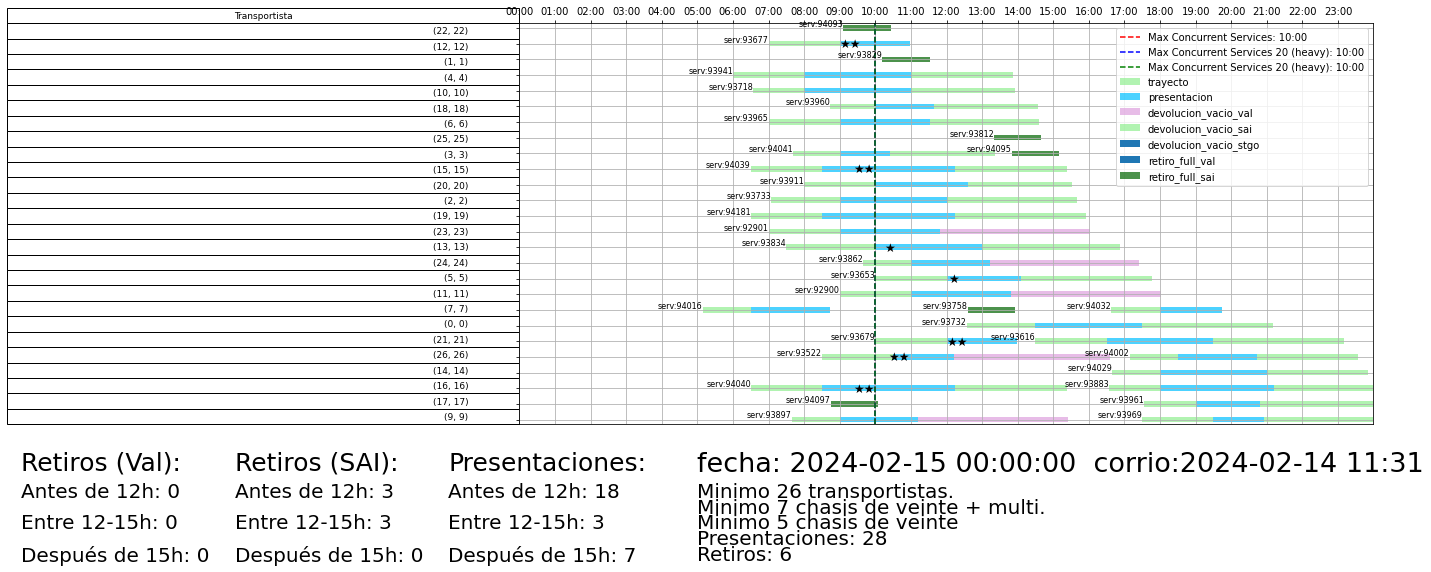 Transportista
00:00 01:00 02:00 03:00 04:00 05:00 06:00 07:00 08:00 09:00 10:00 11:00 12:00 13:00 14:00 15:00 16:00 17:00 18:00 19:00 20:00 21:00 22:00 23:00
(22, 22) serv:94093
(12, 12) serv:93677
(1, 1) serv:93829
(4, 4) serv:93941
(10, 10) serv:93718
(18, 18) serv:93960
(6, 6) serv:93965
(25, 25) serv:93812
(3, 3) serv:94041 serv:94095
(15, 15) serv:94039
(20, 20) serv:93911
(2, 2) serv:93733
(19, 19) serv:94181
(23, 23) serv:92901
(13, 13) serv:93834
(24, 24) serv:93862
(5, 5) serv:93653
(11, 11) serv:92900
(7, 7) serv:94016 serv:93758 serv:94032
(0, 0) serv:93732
(21, 21) serv:93679 serv:93616
(26, 26) serv:93522 serv:94002
(14, 14) serv:94029
(16, 16) serv:94040 serv:93883
(17, 17) serv:94097 serv:93961
(9, 9) serv:93897 serv:93969
Max Concurrent Services: 10:00
Max Concurrent Services 20 (heavy): 10:00
Max Concurrent Services 20 (heavy): 10:00
trayecto
presentacion
devolucion_vacio_val
devolucion_vacio_sai
devolucion_vacio_stgo
retiro_full_val
retiro_full_sai
Retiros (Val):
Antes de 12h: 0
Entre 12-15h: 0
Después de 15h: 0
Retiros (SAI):
Antes de 12h: 3
Entre 12-15h: 3
Después de 15h: 0
Presentaciones:
Antes de 12h: 18
Entre 12-15h: 3
Después de 15h: 7
fecha: 2024-02-15 00:00:00 corrio:2024-02-14 11:31
Minimo 26 transportistas.
Minimo 7 chasis de veinte + multi.
Minimo 5 chasis de veinte
Presentaciones: 28
Retiros: 6